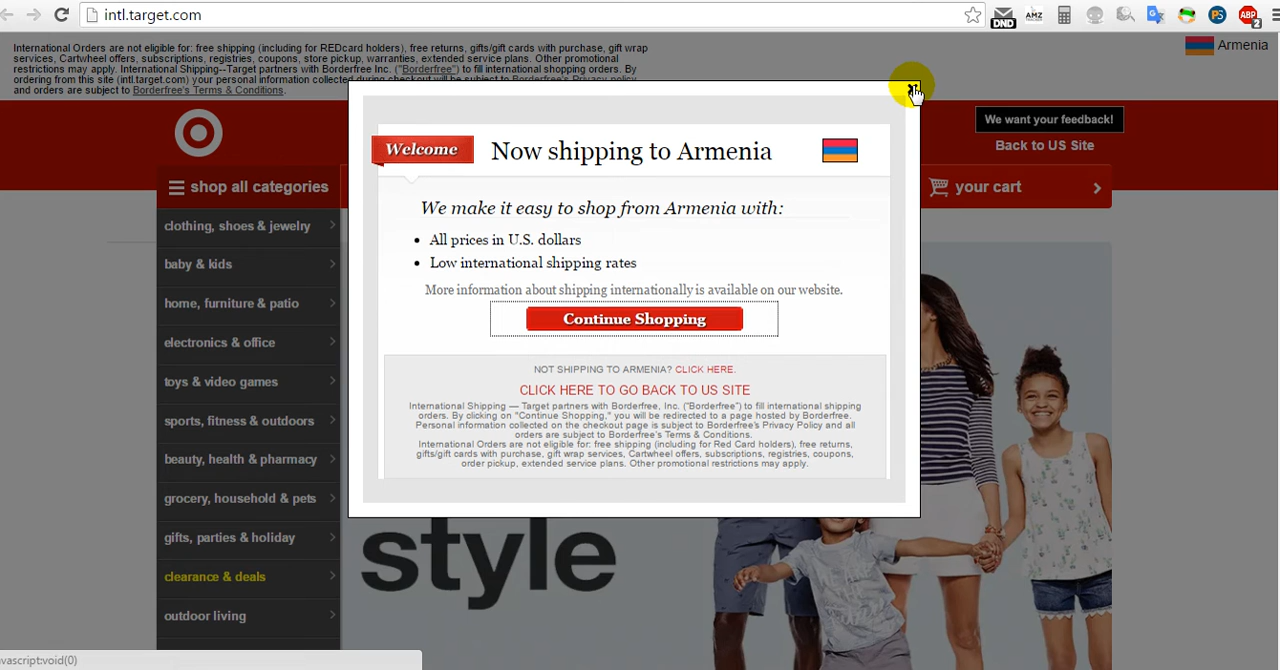 intl.target.com
DND
AMZ
PS
ABP
2
International Orders are not eligible for: free shipping (including for REDcard holders), free returns, gifts/gift cards with purchase, gift wrap
services, Cartwheel offers, subscriptions, registries, coupons, store pickup, warranties, extended service plans. Other promotional
restrictions may apply. International Shipping--Target partners with Borderfree Inc. ("Borderfree") to fill international shopping orders. By
ordering from this site (intl.target.com) your personal information collected during checkout will be subject to Borderfree's Privacy policy
and orders are subject to Borderfree's Terms & Conditions.
Armenia
We want your feedback!
Back to US Site
shop all categories
your cart
clothing, shoes & jewelry
baby & kids
home, furniture & patio
electronics & office
toys & video games
sports, fitness & outdoors
beauty, health & pharmacy
grocery, household & pets
gifts, parties & holiday
clearance & deals
outdoor living
Welcome
Now shipping to Armenia
We make it easy to shop from Armenia with:
• All prices in U.S. dollars
• Low international shipping rates
More information about shipping internationally is available on our website.
Continue Shopping
NOT SHIPPING TO ARMENIA? CLICK HERE.
CLICK HERE TO GO BACK TO US SITE
International Shipping — Target partners with Borderfree, Inc. ("Borderfree") to fill international shipping
orders. By clicking on "Continue Shopping," you will be redirected to a page hosted by Borderfree.
Personal information collected on the checkout page is subject to Borderfree's Privacy Policy and all
orders are subject to Borderfree's Terms & Conditions.
International Orders are not eligible for: free shipping (including for Red Card holders), free returns,
gifts/gift cards with purchase, gift wrap services, Cartwheel offers, subscriptions, registries, coupons,
order pickup, extended service plans. Other promotional restrictions may apply.
style
avascript:void(0)